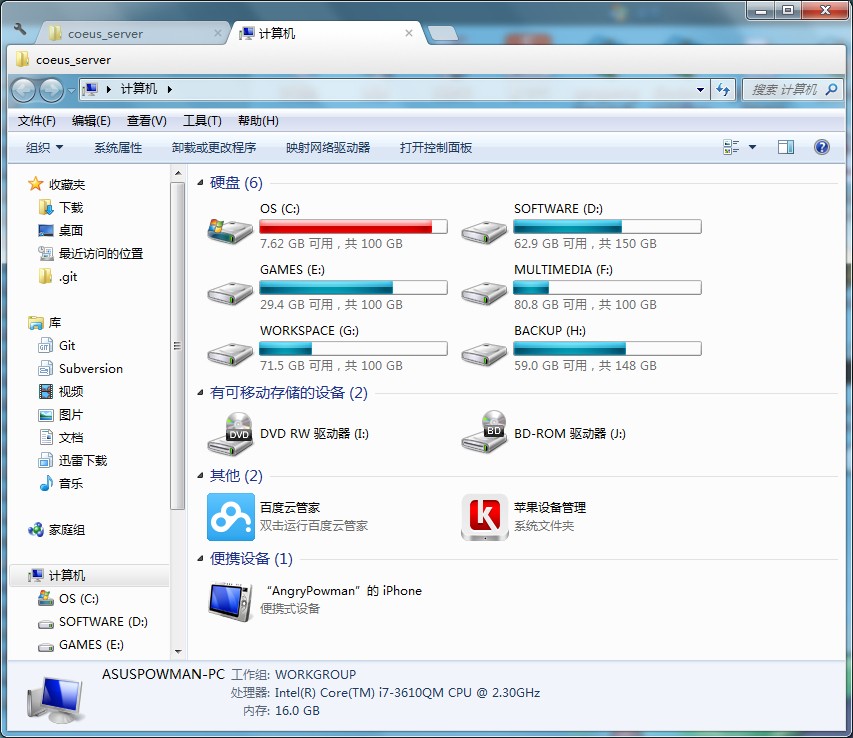 coeus_server
计算机
coeus_server
计算机
搜索 计算机
文件(F) 编辑(E) 查看(V) 工具(T) 帮助(H)
组织 系统属性 卸载或更改程序 映射网络驱动器 打开控制面板
收藏夹
下载
桌面
最近访问的位置
.git
库
Git
Subversion
视频
图片
文档
迅雷下载
音乐
家庭组
计算机
OS (C:)
SOFTWARE (D:)
GAMES (E:)
硬盘 (6)
OS (C:)
7.62 GB 可用，共 100 GB
SOFTWARE (D:)
62.9 GB 可用，共 150 GB
GAMES (E:)
29.4 GB 可用，共 100 GB
MULTIMEDIA (F:)
80.8 GB 可用，共 100 GB
WORKSPACE (G:)
71.5 GB 可用，共 100 GB
BACKUP (H:)
59.0 GB 可用，共 148 GB
有可移动存储的设备 (2)
DVD
DVD RW 驱动器 (I:)
BD
BD-ROM 驱动器 (J:)
其他 (2)
百度云管家
双击运行百度云管家
苹果设备管理
系统文件夹
便携设备 (1)
“AngryPowman”的 iPhone
便携式设备
ASUSPOWMAN-PC 工作组: WORKGROUP
处理器: Intel(R) Core(TM) i7-3610QM CPU @ 2.30GHz
内存: 16.0 GB